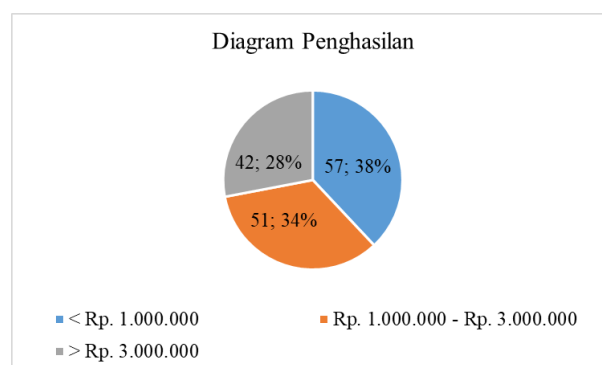 Diagram Penghasilan
42; 28%
57; 38%
51; 34%
< Rp. 1.000.000
Rp. 1.000.000 - Rp. 3.000.000
> Rp. 3.000.000